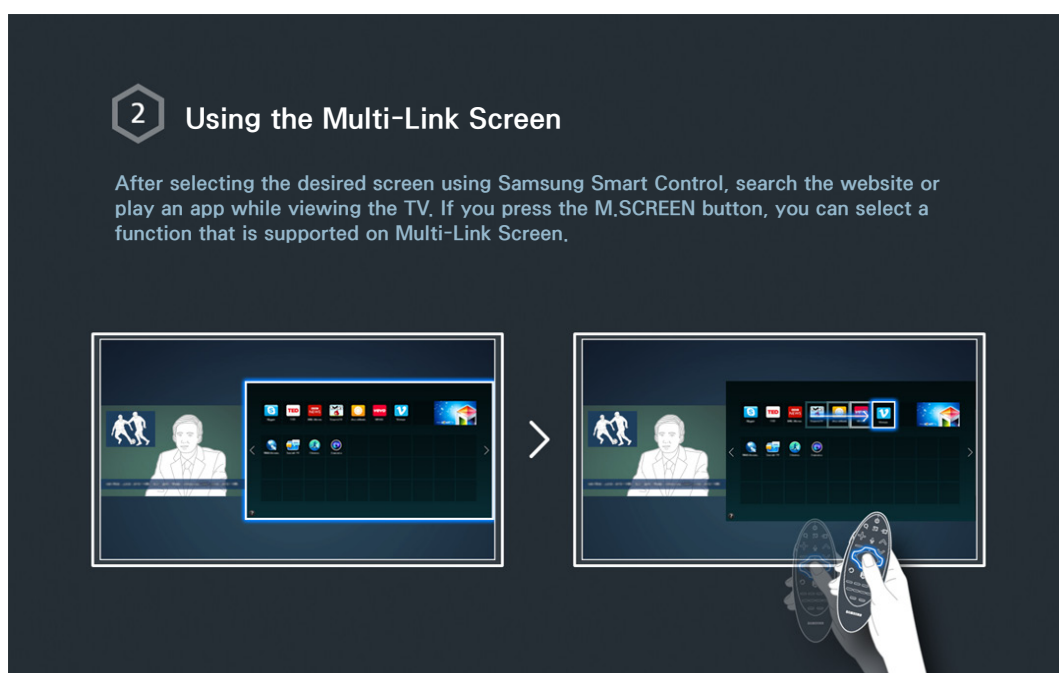 2
Using the Multi-Link Screen
After selecting the desired screen using Samsung Smart Control, search the website or
play an app while viewing the TV. If you press the M.SCREEN button, you can select a
function that is supported on Multi-Link Screen.
TED
TED
SAMSUNG